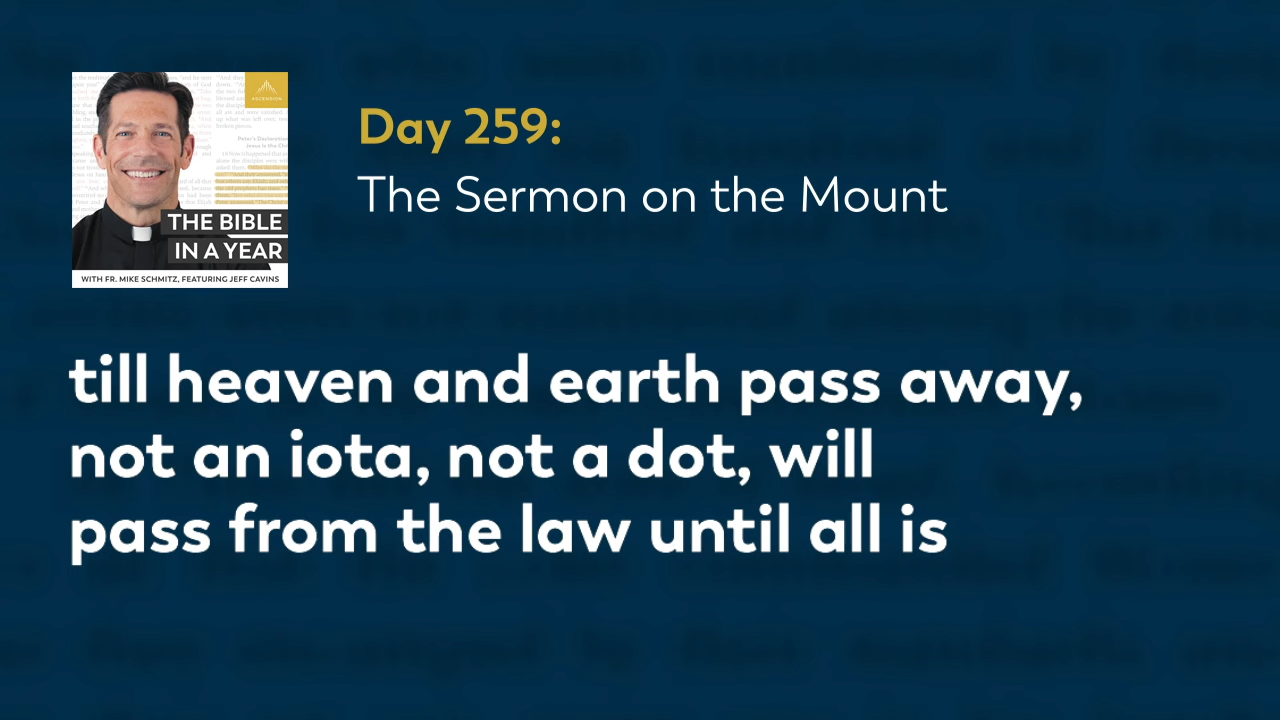 ASCENSION
THE BIBLE
IN A YEAR
WITH FR. MIKE SCHMITZ, FEATURING JEFF CAVINS
Day 259:
The Sermon on the Mount
till heaven and earth pass away,
not an iota, not a dot, will
pass from the law until all is